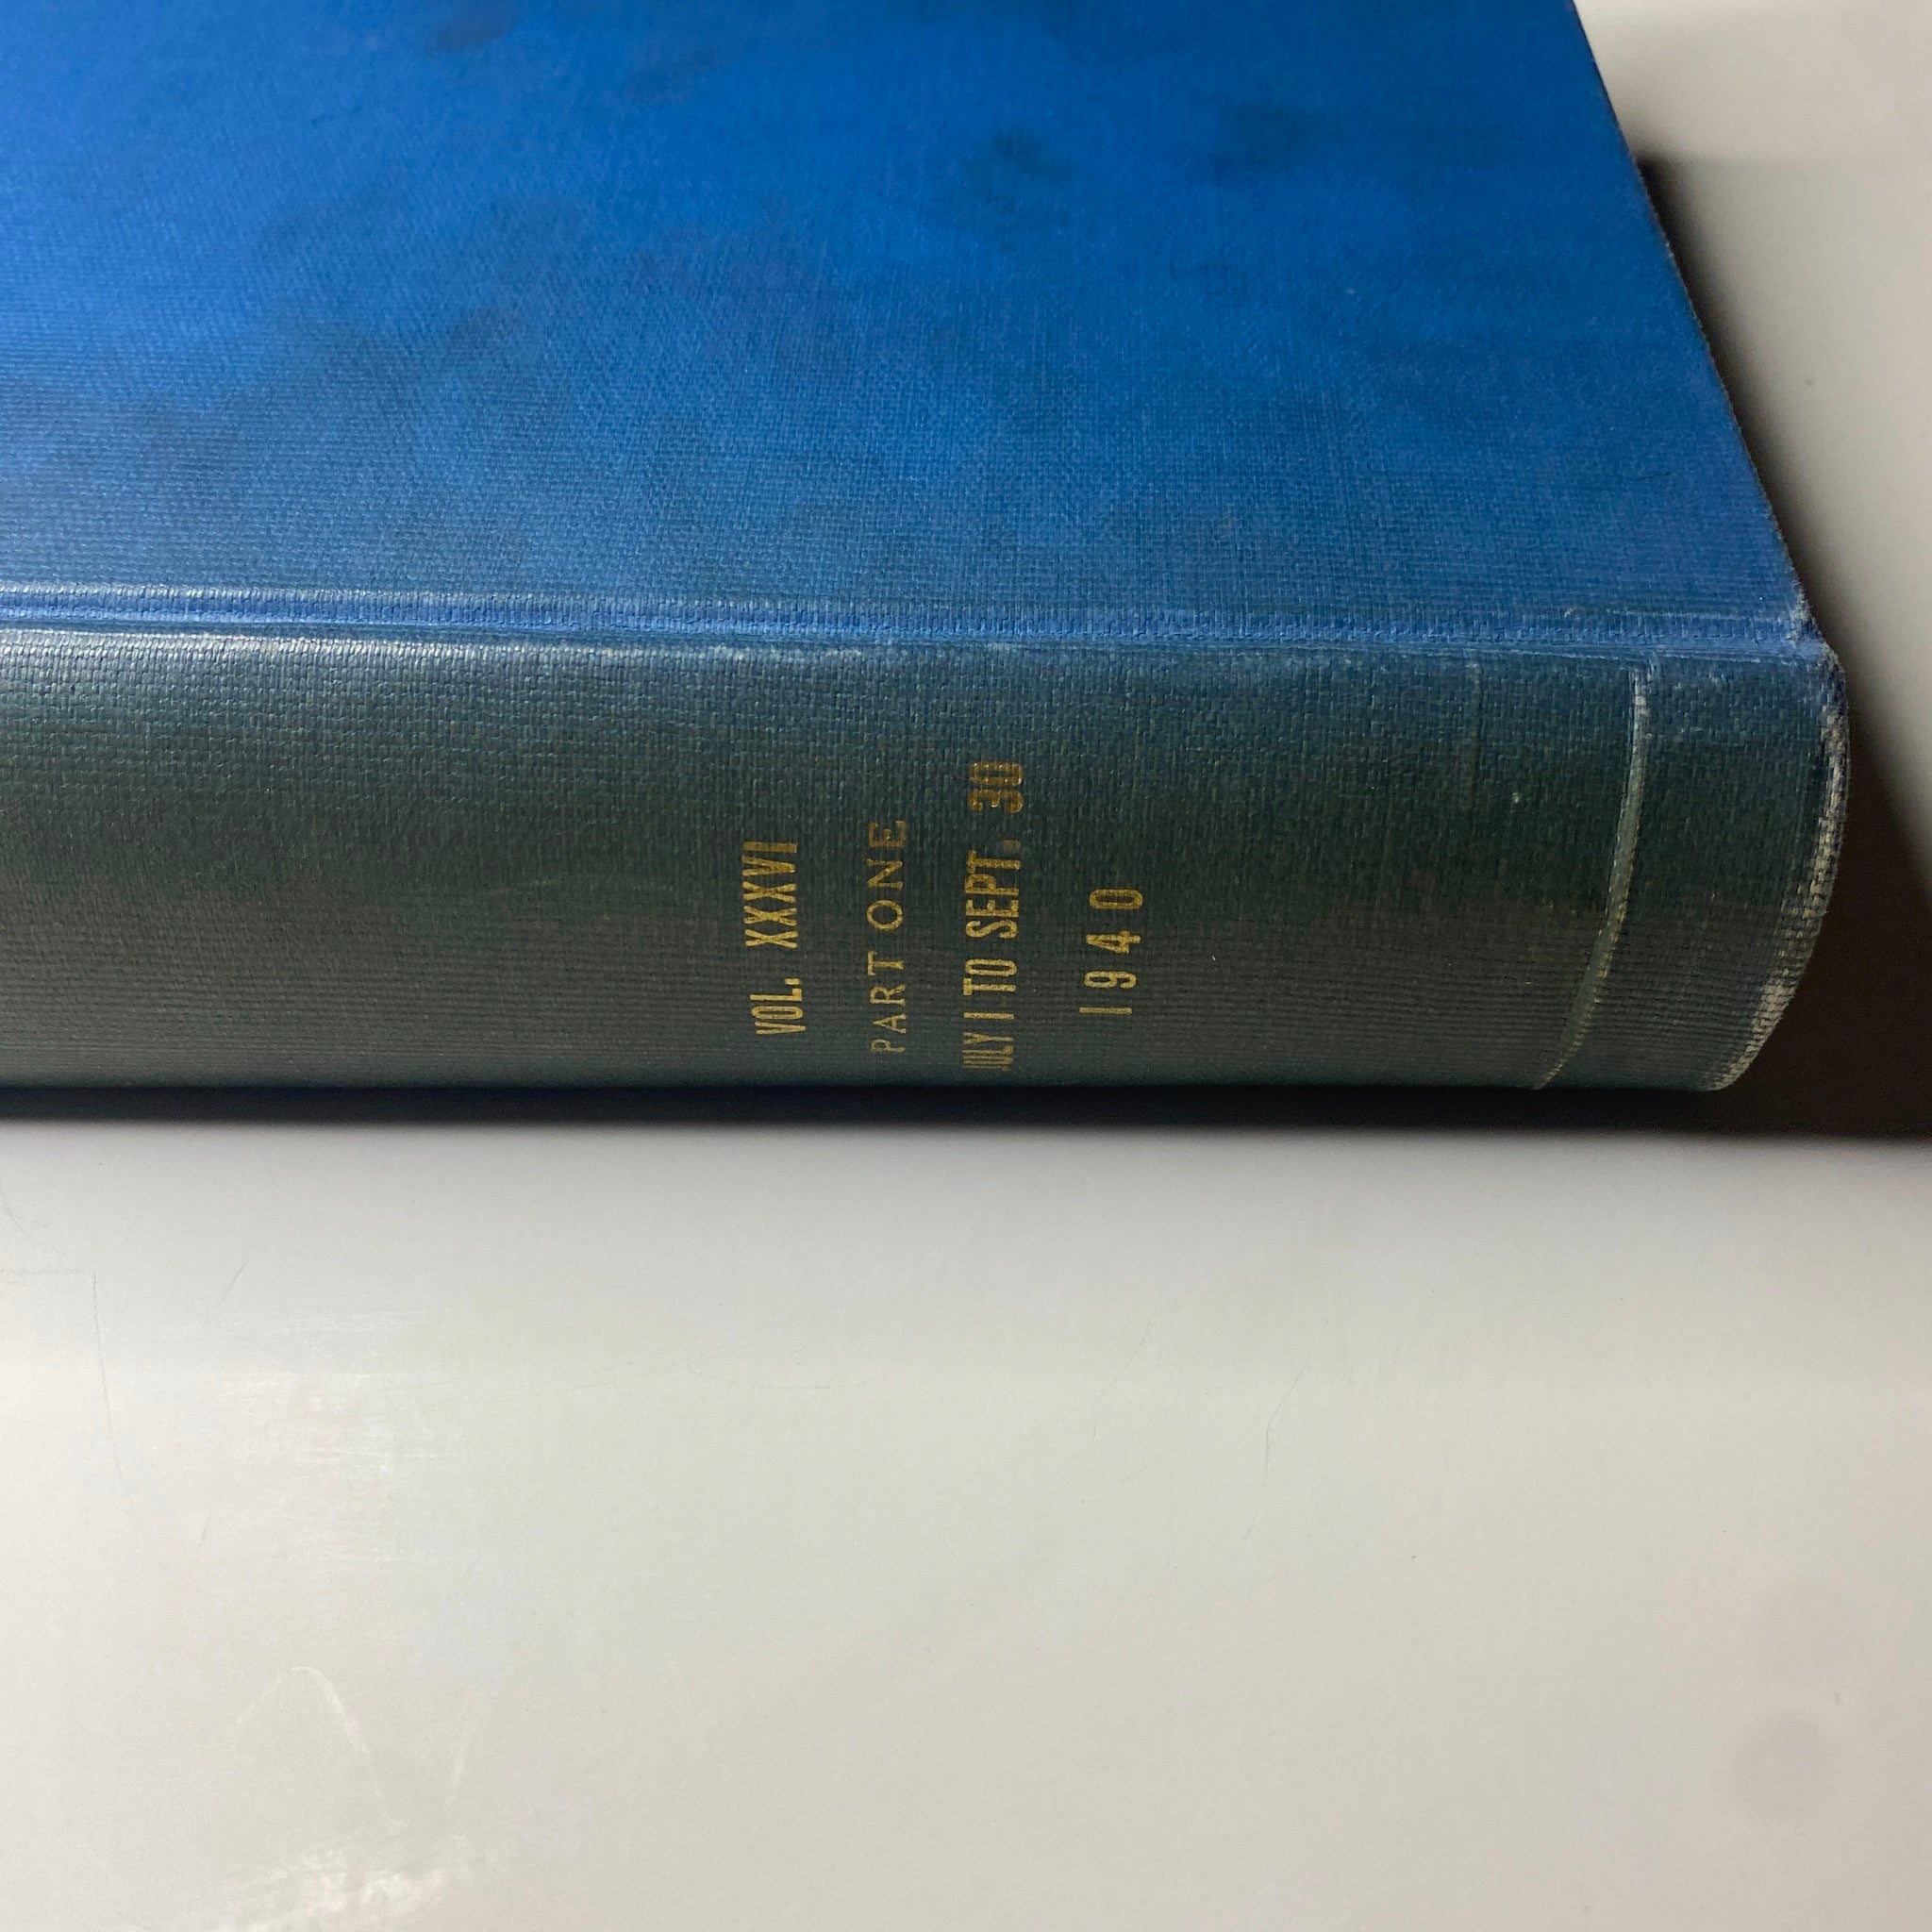 VOL. XXXVI
PART ONE
JULY 1 TO SEPT. 30
1940